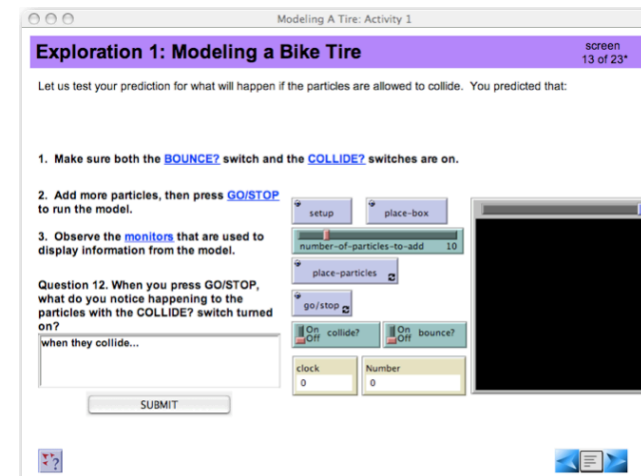 Modeling A Tire: Activity 1
Exploration 1: Modeling a Bike Tire
screen
13 of 23*
Let us test your prediction for what will happen if the particles are allowed to collide. You predicted that:
1. Make sure both the BOUNCE? switch and the COLLIDE? switches are on.
2. Add more particles, then press GO/STOP
to run the model.
3. Observe the monitors that are used to
display information from the model.
Question 12. When you press GO/STOP,
what do you notice happening to the
particles with the COLLIDE? switch turned
on?
when they collide...
SUBMIT
setup
place-box
number-of-particles-to-add 10
place-particles
go/stop
On
Off
collide?
On
Off
bounce?
clock
0
Number
0
?